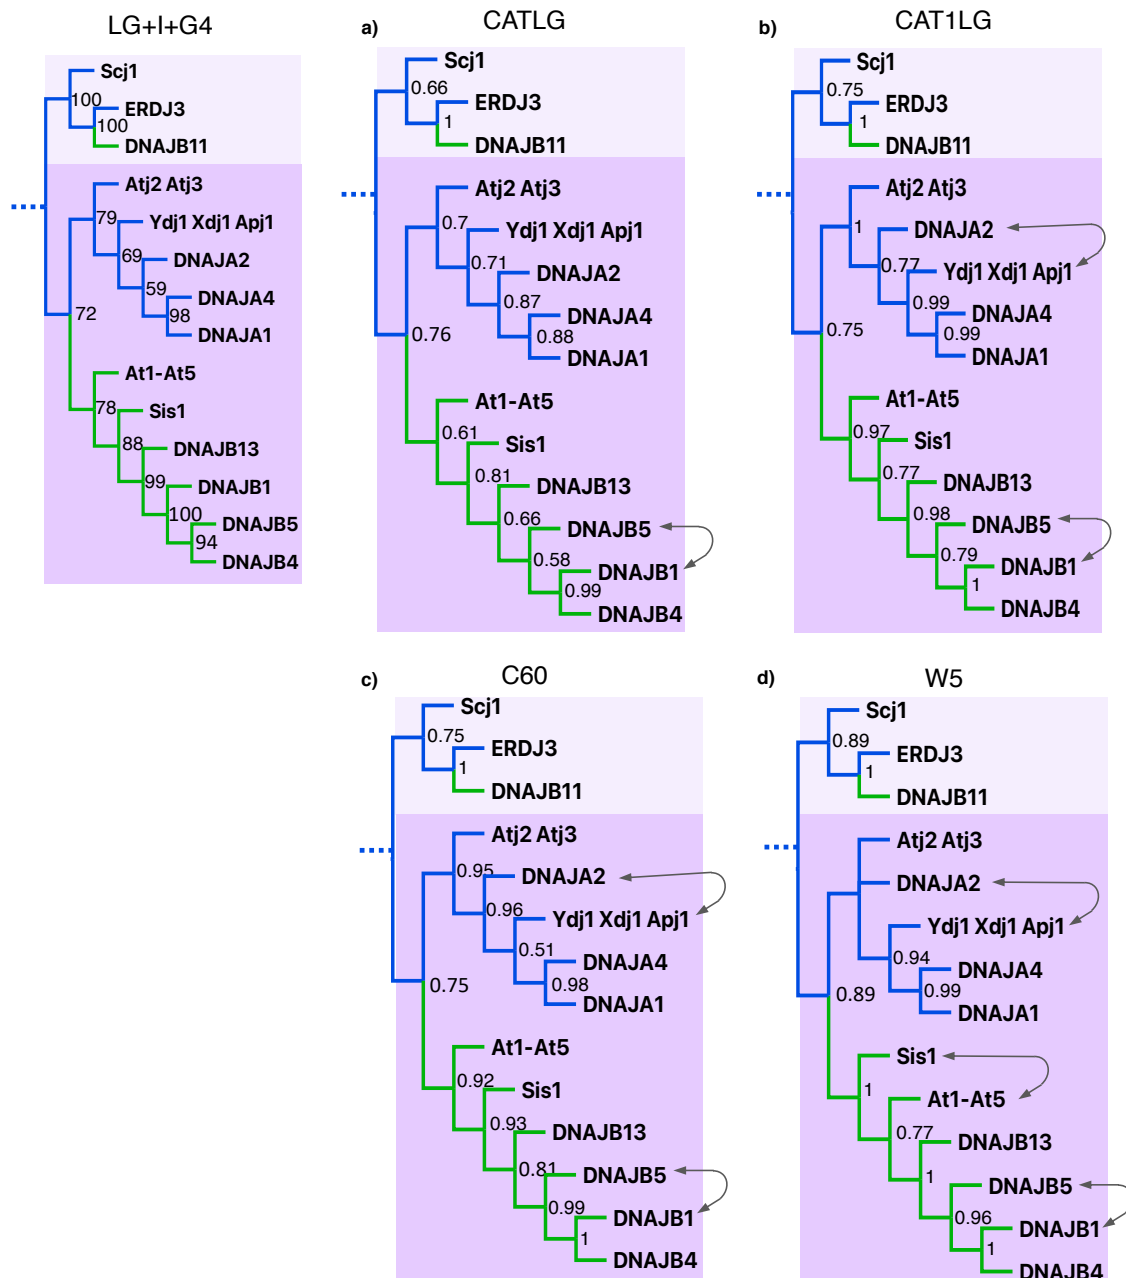 LG+I+G4
Scj1
100
ERDJ3
100
DNAJB11
Atj2 Atj3
79
Ydj1 Xdj1 Apj1
69
DNAJA2
59
DNAJA4
98
DNAJA1
72
At1-At5
78
Sis1
88
DNAJB13
99
DNAJB1
100
DNAJB5
94
DNAJB4
a)
CATLG
Scj1
0.66
ERDJ3
1
DNAJB11
Atj2 Atj3
0.7
Ydj1 Xdj1 Apj1
0.71
DNAJA2
0.87
DNAJA4
0.88
DNAJA1
0.76
At1-At5
0.61
Sis1
0.81
DNAJB13
0.66
DNAJB5
0.58
DNAJB1
0.99
DNAJB4
b)
CAT1LG
Scj1
0.75
ERDJ3
1
DNAJB11
Atj2 Atj3
1
DNAJA2
0.77
Ydj1 Xdj1 Apj1
0.99
DNAJA4
0.99
DNAJA1
0.75
At1-At5
0.97
Sis1
0.77
DNAJB13
0.98
DNAJB5
0.79
DNAJB1
1
DNAJB4
c)
C60
Scj1
0.75
ERDJ3
1
DNAJB11
Atj2 Atj3
0.95
DNAJA2
0.96
Ydj1 Xdj1 Apj1
0.51
DNAJA4
0.98
DNAJA1
0.75
At1-At5
0.92
Sis1
0.93
DNAJB13
0.81
DNAJB5
0.99
DNAJB1
1
DNAJB4
d)
W5
Scj1
0.89
ERDJ3
1
DNAJB11
Atj2 Atj3
DNAJA2
Ydj1 Xdj1 Apj1
0.94
DNAJA4
0.99
DNAJA1
0.89
Sis1
1
At1-At5
0.77
DNAJB13
1
DNAJB5
0.96
DNAJB1
1
DNAJB4